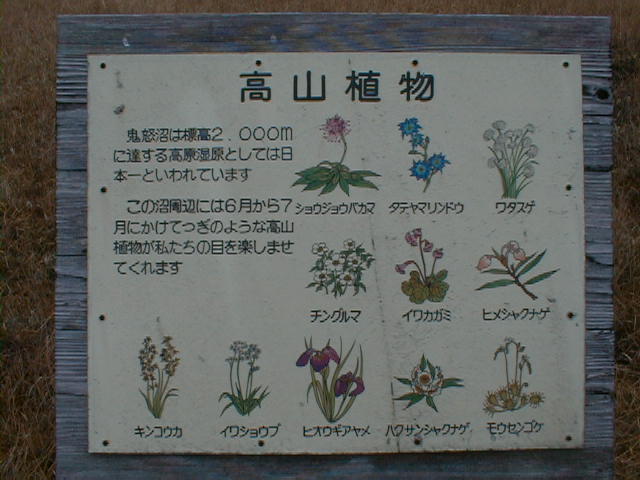 高山植物
鬼怒沼は標高2.000m
に達する高原湿原としては日
本一といわれています
この沼周辺には6月から7
月にかけてつぎのような高山
植物が私たちの目を楽しませ
てくれます
ショウジョウバカマ
タテヤマリンドウ
ワタスゲ
チングルマ
イワカガミ
ヒメシャクナゲ
キンコウカ
イワショウブ
ヒオウギアヤメ
ハクサンシャクナゲ
モウセンゴケ